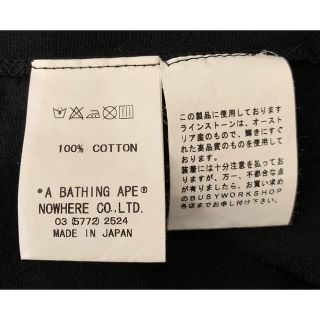 100% COTTON
*A BATHING APE®
NOWHERE CO.,LTD.
03 (5772) 2524
MADE IN JAPAN
この製品に使用しております
ラインストーンは、オースト
リア産のもので、輝きにすぐ
れた高品質のものを使用して
おります。
装着には十分注意を払ってお
りますが、万一、不都合な点
が有りましたら、お買い求め
のBUSYWORKSHOP
各店までお申し付け下さい。